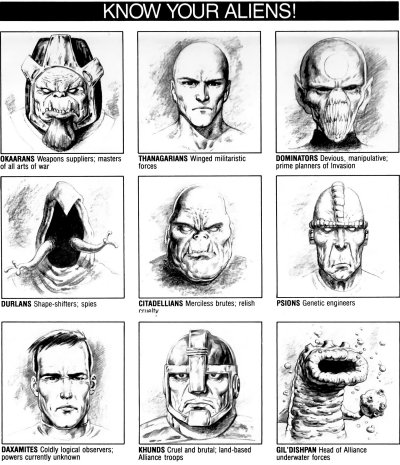 KNOW YOUR ALIENS!
OKAARANS Weapons suppliers; masters
of all arts of war
THANAGARIANS Winged militaristic
forces
DOMINATORS Devious, manipulative;
prime planners of Invasion
DURLANS Shape-shifters; spies
CITADELLIANS Merciless brutes; relish
cruelty
PSIONS Genetic engineers
DAXAMITES Coldly logical observers;
powers currently unknown
KHUNDS Cruel and brutal; land-based
Alliance troops
GIL'DISHPAN Head of Alliance
underwater forces